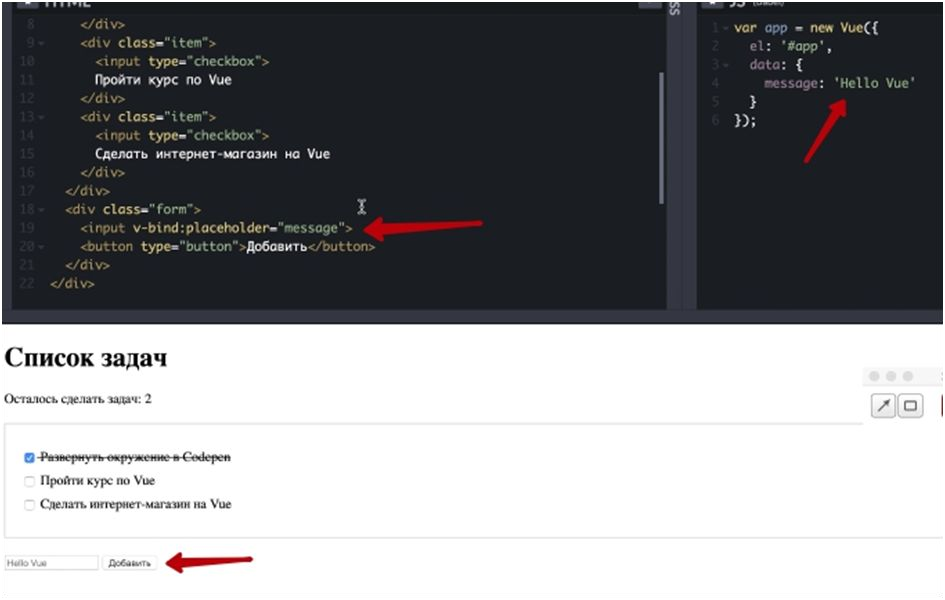 HTML
8 </div>
9 <div class="item">
10 <input type="checkbox">
11 Пройти курс по Vue
12 </div>
13 <div class="item">
14 <input type="checkbox">
15 Сделать интернет-магазин на Vue
16 </div>
17 </div>
18 <div class="form">
19 <input v-bind:placeholder="message">
20 <button type="button">Добавить</button>
21 </div>
22 </div>
SS
JS (Babel)
1 var app = new Vue({
2 el: '#app',
3 data: {
4 message: 'Hello Vue'
5 }
6 });
Список задач
Осталось сделать задач: 2
Развернуть окружение в Codepen
Пройти курс по Vue
Сделать интернет-магазин на Vue
Hello Vue Добавить